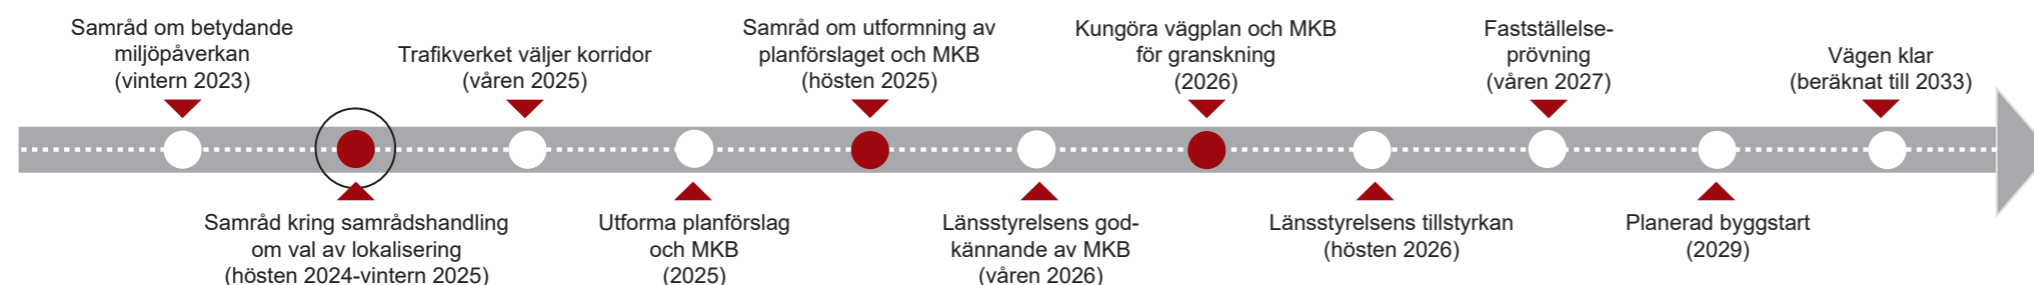 Samråd om betydande
miljöpåverkan
(vintern 2023)
Trafikverket väljer korridor
(våren 2025)
Samråd om utformning av
planförslaget och MKB
(hösten 2025)
Kungöra vägplan och MKB
för granskning
(2026)
Fastställelse-
prövning
(våren 2027)
Vägen klar
(beräknat till 2033)
Samråd kring samrådshandling
om val av lokalisering
(hösten 2024-vintern 2025)
Utforma planförslag
och MKB
(2025)
Länsstyrelsens god-
kännande av MKB
(våren 2026)
Länsstyrelsens tillstyrkan
(hösten 2026)
Planerad byggstart
(2029)